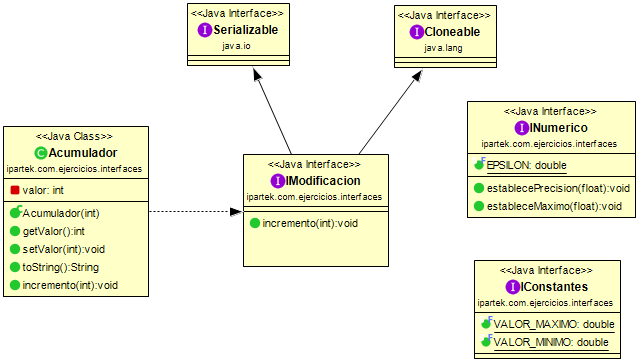 <<Java Interface>>
Serializable
java.io
<<Java Interface>>
Cloneable
java.lang
<<Java Class>>
Acumulador
ipartek.com.ejercicios.interfaces
valor: int
Acumulador(int)
getValor():int
setValor(int):void
toString():String
incremento(int):void
<<Java Interface>>
IModificacion
ipartek.com.ejercicios.interfaces
incremento(int):void
<<Java Interface>>
INumerico
ipartek.com.ejercicios.interfaces
EPSILON: double
establecePrecision(float):void
estableceMaximo(float):void
<<Java Interface>>
IConstantes
ipartek.com.ejercicios.interfaces
VALOR_MAXIMO: double
VALOR_MINIMO: double